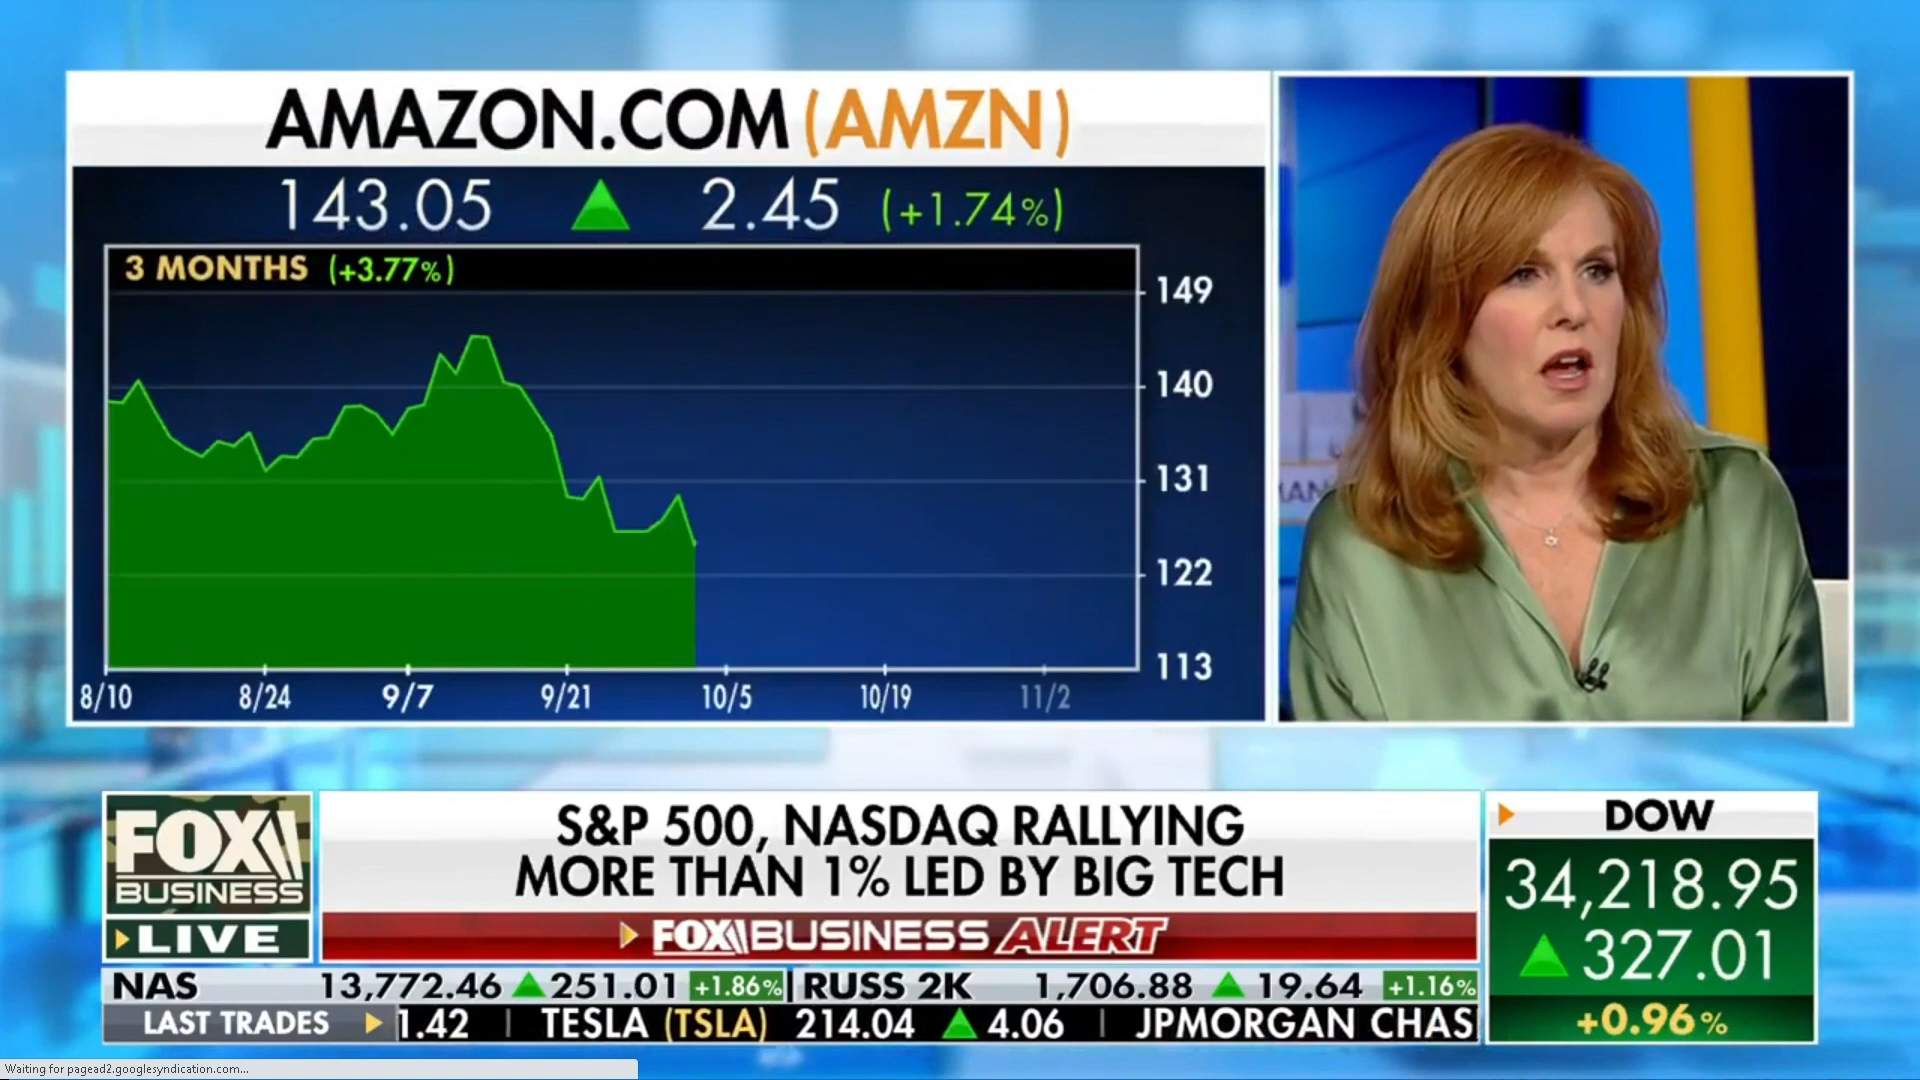 AMAZON.COM (AMZN)
143.05 ▲ 2.45 (+1.74%)
3 MONTHS (+3.77%)
149
140
131
122
113
8/10 8/24 9/7 9/21 10/5 10/19 11/2
FOX
BUSINESS
LIVE
S&P 500, NASDAQ RALLYING
MORE THAN 1% LED BY BIG TECH
FOX BUSINESS ALERT
DOW
34,218.95
▲ 327.01
+0.96%
NAS 13,772.46 ▲ 251.01 +1.86% | RUSS 2K 1,706.88 ▲ 19.64 +1.16%
LAST TRADES 1.42 | TESLA (TSLA) 214.04 ▲ 4.06 | JPMORGAN CHAS
Waiting for pagead2.googlesyndication.com...